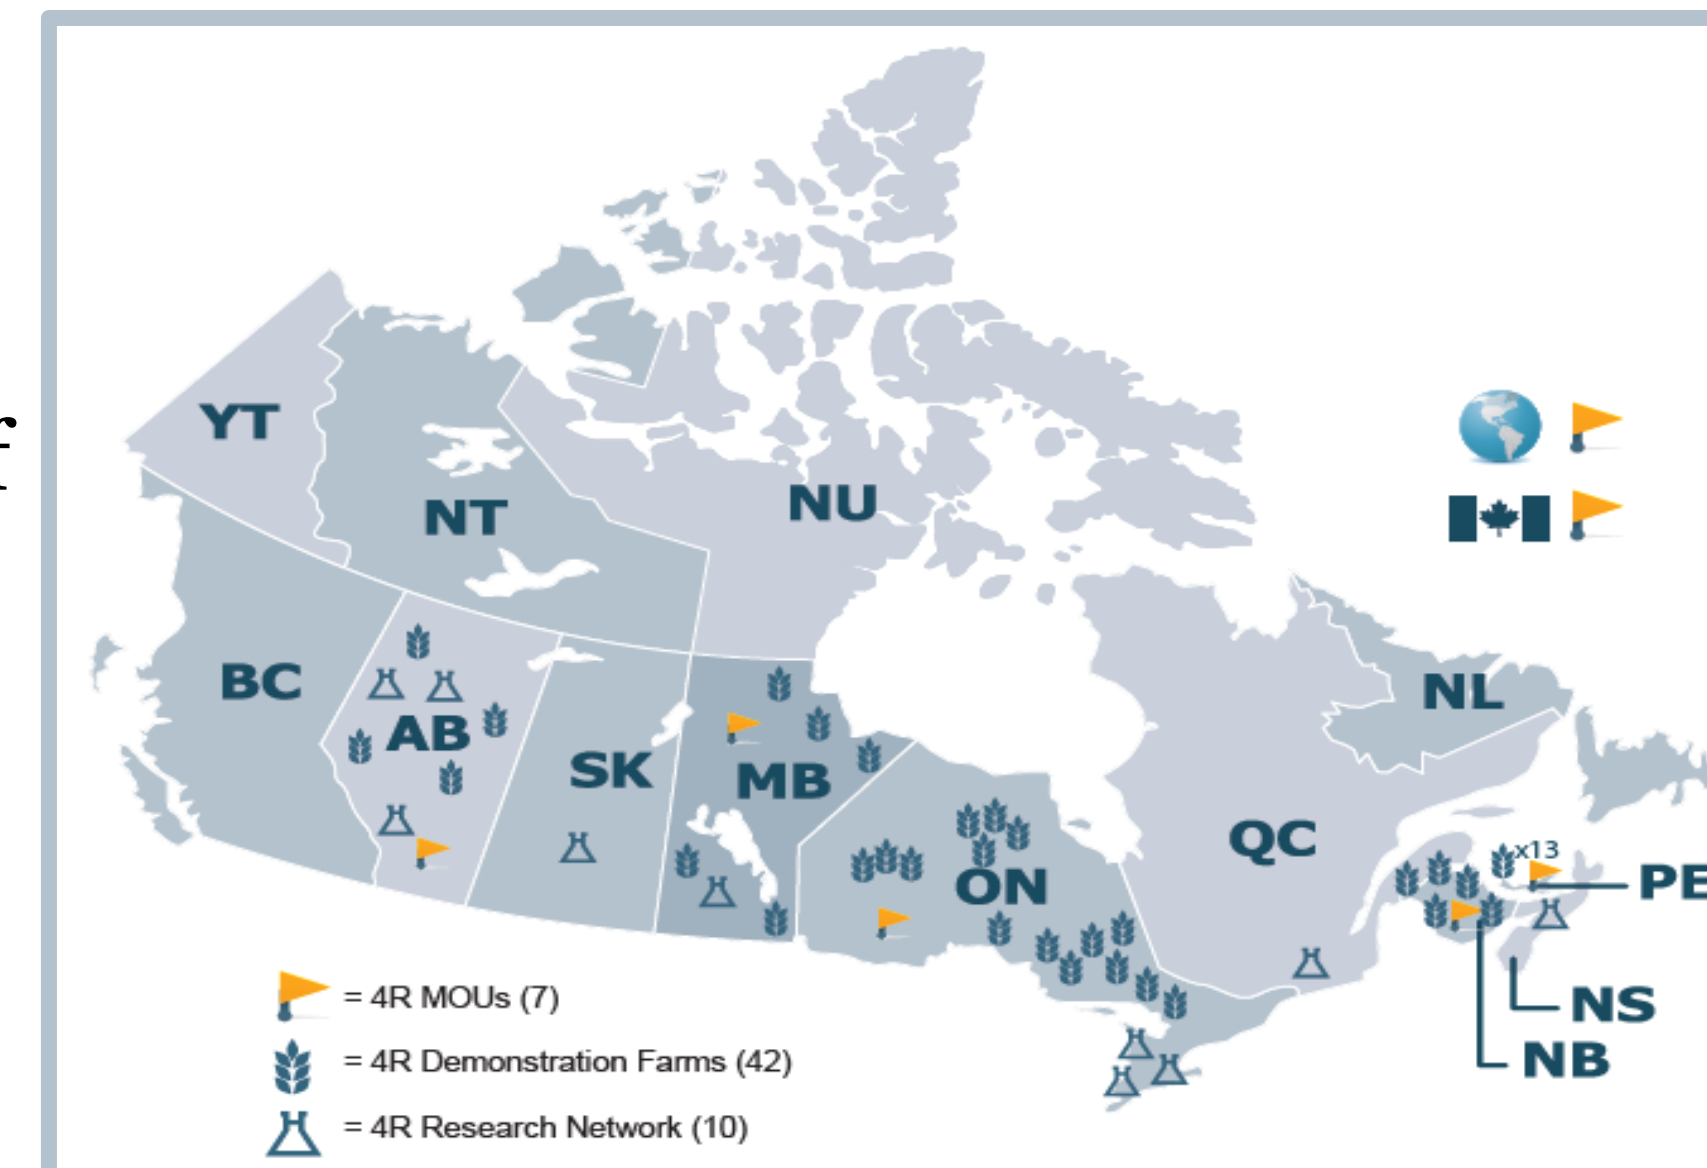 YT
NT
NU
BC
AB
SK
MB
ON
QC
NL
x13
PE
NS
NB
= 4R MOUs (7)
= 4R Demonstration Farms (42)
= 4R Research Network (10)